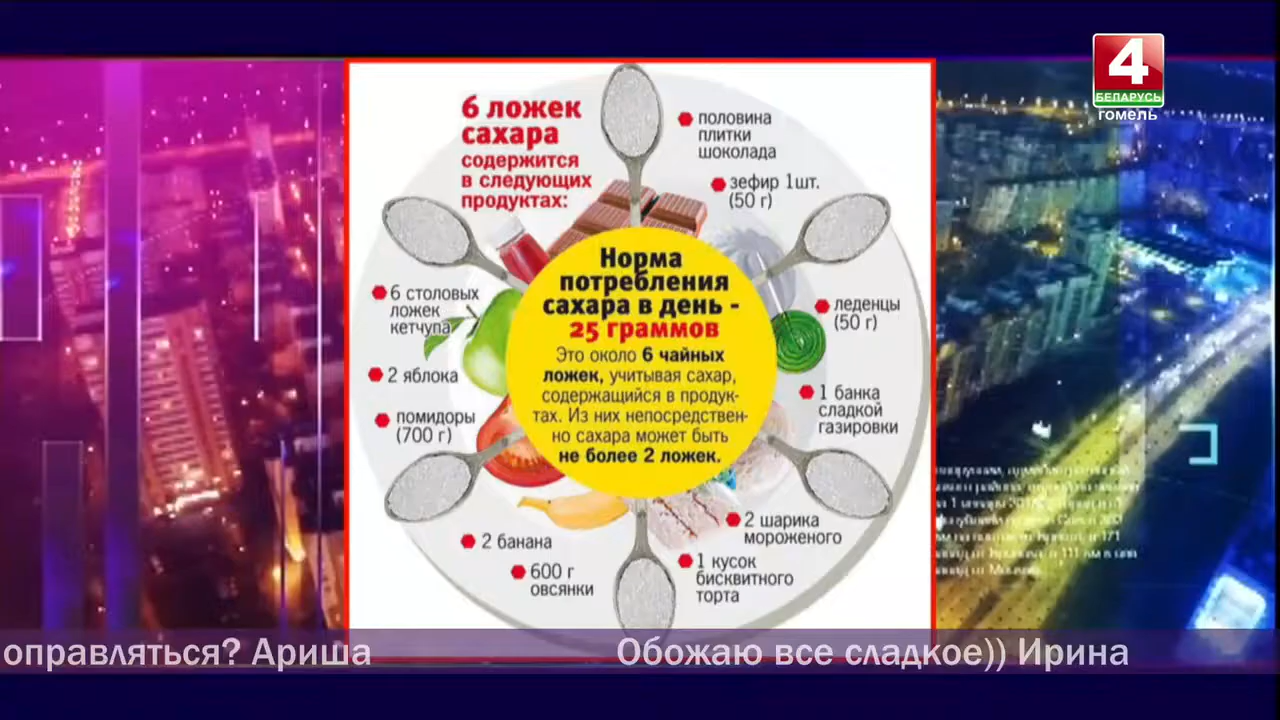 4
БЕЛАРУСЬ
ГОМЕЛЬ
6 ложек
сахара
содержится
в следующих
продуктах:
половина
плитки
шоколада
зефир 1шт.
(50 г)
леденцы
(50 г)
1 банка
сладкой
газировки
2 шарика
мороженого
1 кусок
бисквитного
торта
600 г
овсянки
2 банана
помидоры
(700 г)
2 яблока
6 столовых
ложек
кетчупа
Норма
потребления
сахара в день -
25 граммов
Это около 6 чайных
ложек, учитывая сахар,
содержащийся в продук-
тах. Из них непосредствен-
но сахара может быть
не более 2 ложек.
оправляться? Ариша
Обожаю все сладкое)) Ирина